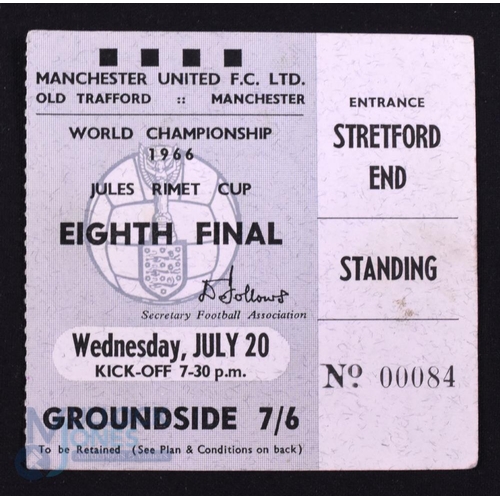 MANCHESTER UNITED F.C. LTD.
OLD TRAFFORD :: MANCHESTER
WORLD CHAMPIONSHIP
1966
JULES RIMET CUP
EIGHTH FINAL
D Follows
Secretary Football Association
Wednesday, JULY 20
KICK-OFF 7-30 p.m.
GROUNDSIDE 7/6
To be Retained (See Plan & Conditions on back)
ENTRANCE
STRETFORD
END
STANDING
Nº 00084